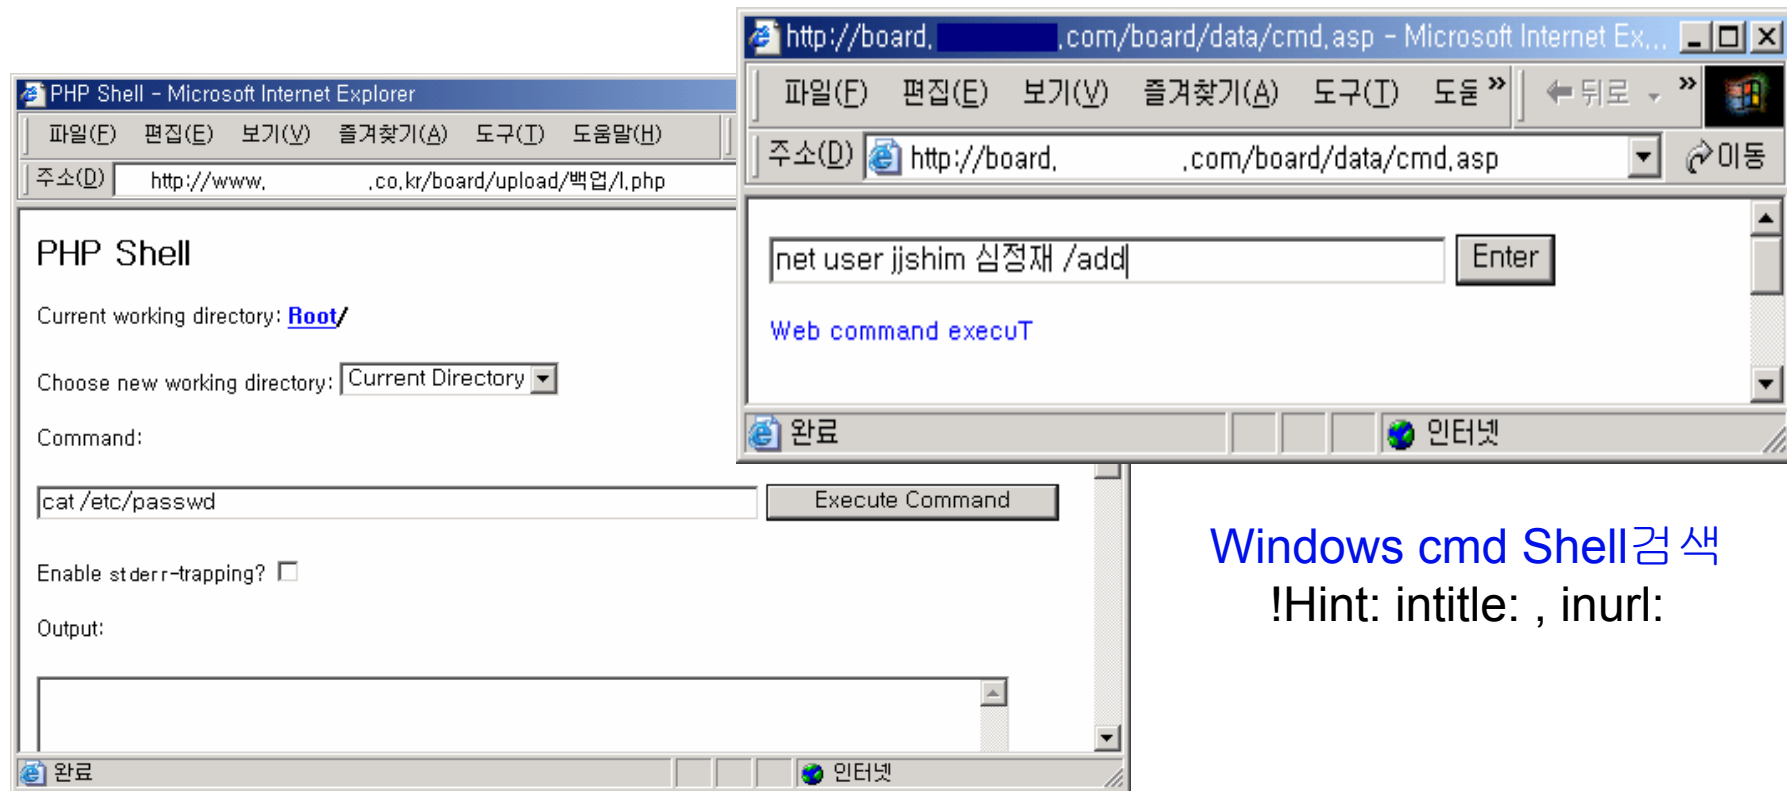 PHP Shell - Microsoft Internet Explorer
파일(F) 편집(E) 보기(V) 즐겨찾기(A) 도구(T) 도움말(H)
주소(D) http://www. .co.kr/board/upload/백업/l.php
PHP Shell
Current working directory: Root/
Choose new working directory: Current Directory
Command:
cat /etc/passwd Execute Command
Enable stderr-trapping?
Output:
완료 인터넷
http://board. .com/board/data/cmd.asp - Microsoft Internet Ex...
파일(F) 편집(E) 보기(V) 즐겨찾기(A) 도구(T) 도움 » 뒤로 »
주소(D) http://board. .com/board/data/cmd.asp 이동
net user jjshim 심정재 /add Enter
Web command execuT
완료 인터넷
Windows cmd Shell검색
!Hint: intitle: , inurl: